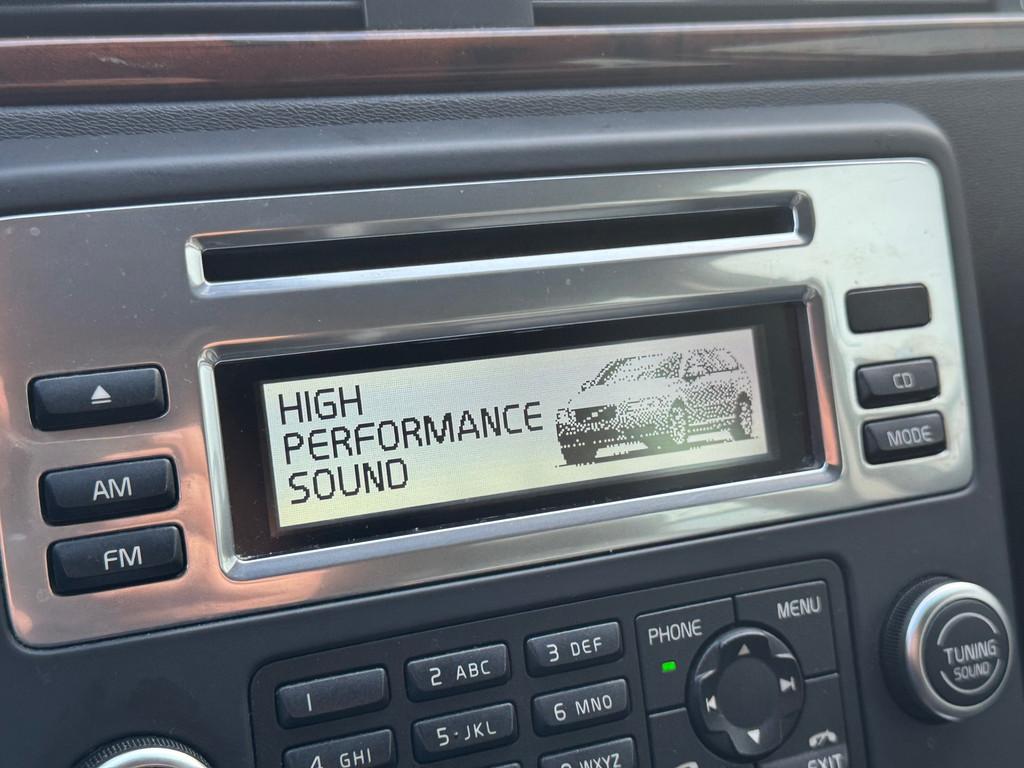 HIGH
PERFORMANCE
SOUND
CD
MODE
AM
FM
MENU
PHONE
1
2 ABC
3 DEF
4 GHI
5·JKL
6 MNO
WXYZ
TUNING
SOUND
EXIT